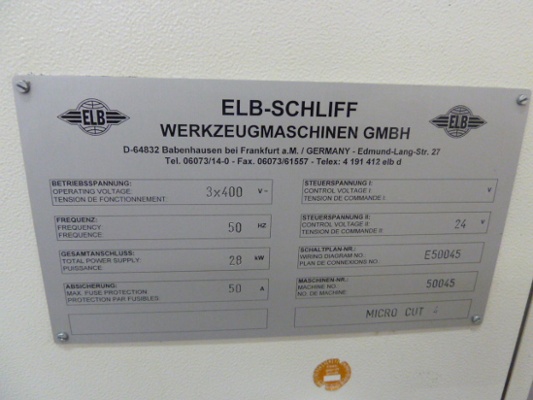 ELB
ELB
ELB-SCHLIFF
WERKZEUGMASCHINEN GMBH
D-64832 Babenhausen bei Frankfurt a.M. / GERMANY - Edmund-Lang-Str. 27
Tel. 06073/14-0 - Fax. 06073/61557 - Telex: 4 191 412 elb d
BETRIEBSSPANNUNG:
OPERATING VOLTAGE: 3x400 V~
TENSION DE FONCTIONNEMENT:
FREQUENZ:
FREQUENCY: 50 HZ
FREQUENCE:
GESAMTANSCHLUSS:
TOTAL POWER SUPPLY: 28 kW
PUISSANCE:
ABSICHERUNG:
MAX. FUSE PROTECTION 50 A
PROTECTION PAR FUSIBLES:
STEUERSPANNUNG I:
CONTROL VOLTAGE I: V
TENSION DE COMMANDE I:
STEUERSPANNUNG II:
CONTROL VOLTAGE II: 24 V
TENSION DE COMMANDE II:
SCHALTPLAN-NR.:
WIRING DIAGRAM NO.: E50045
PLAN DE CONNEXIONS NO.:
MASCHINEN-NR.:
MACHINE NO.: 50045
NO. DE MACHINE:
MICRO CUT